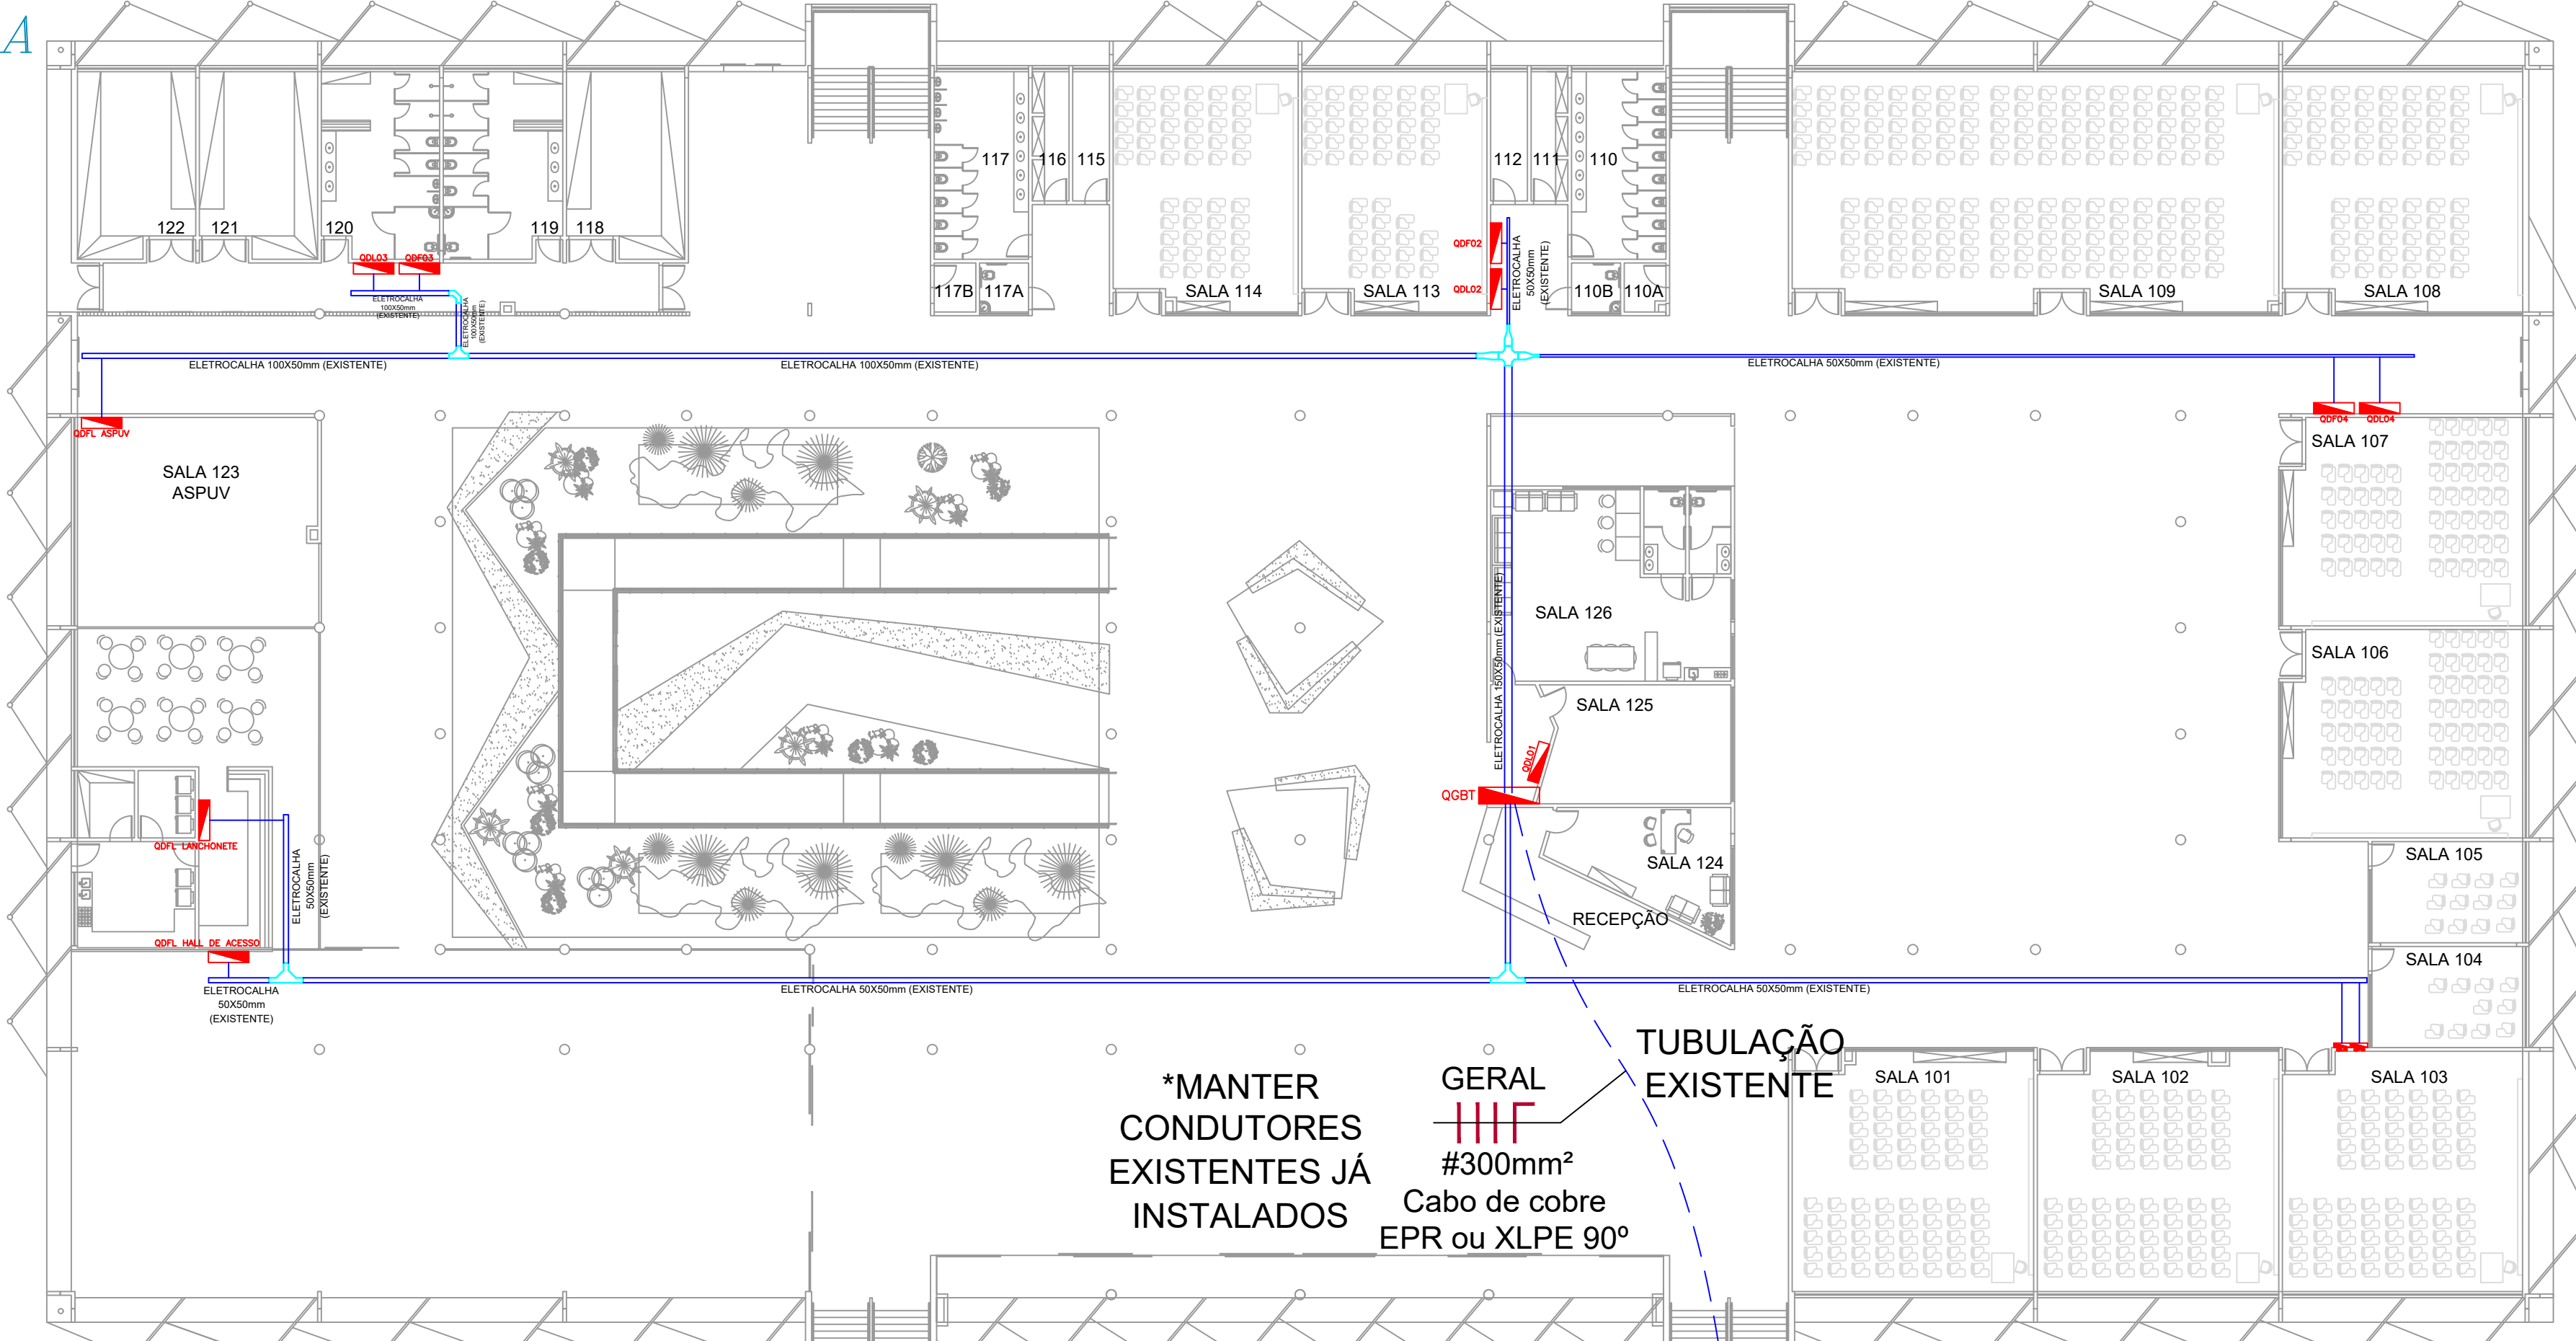 A
117
116
115
112
111
110
122
121
120
119
118
QDL03
QDF03
ELETROCALHA
100X50mm
(EXISTENTE)
ELETROCALHA
100X50mm
(EXISTENTE)
117B
117A
SALA 114
SALA 113
QDF02
QDL02
ELETROCALHA
50X50mm
(EXISTENTE)
110B
110A
SALA 109
SALA 108
ELETROCALHA 100X50mm (EXISTENTE)
ELETROCALHA 100X50mm (EXISTENTE)
ELETROCALHA 50X50mm (EXISTENTE)
QDFL ASPUV
QDF04
QDL04
SALA 107
SALA 123
ASPUV
SALA 126
ELETROCALHA 150X50mm (EXISTENTE)
SALA 106
SALA 125
QDL01
QGBT
QDFL LANCHONETE
ELETROCALHA
50X50mm
(EXISTENTE)
SALA 124
SALA 105
RECEPÇÃO
QDFL HALL DE ACESSO
SALA 104
ELETROCALHA
50X50mm
(EXISTENTE)
ELETROCALHA 50X50mm (EXISTENTE)
ELETROCALHA 50X50mm (EXISTENTE)
TUBULAÇÃO
EXISTENTE
*MANTER
CONDUTORES
EXISTENTES JÁ
INSTALADOS
GERAL
#300mm²
Cabo de cobre
EPR ou XLPE 90º
SALA 101
SALA 102
SALA 103